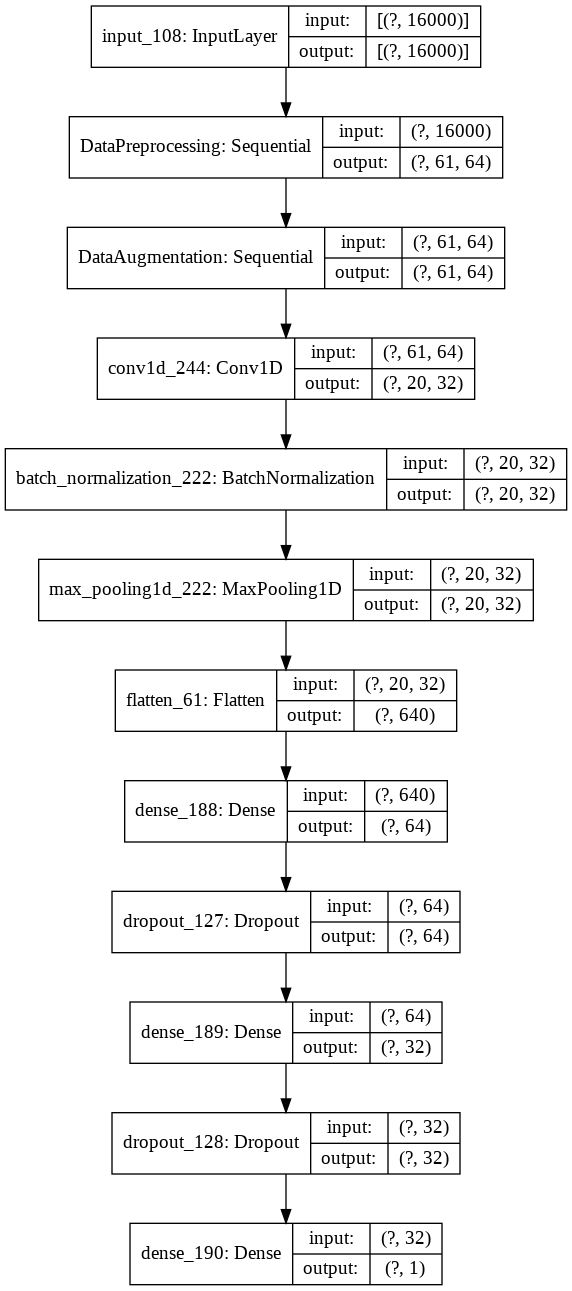 input_108: InputLayer
input: [(?, 16000)]
output: [(?, 16000)]
DataPreprocessing: Sequential
input: (?, 16000)
output: (?, 61, 64)
DataAugmentation: Sequential
input: (?, 61, 64)
output: (?, 61, 64)
conv1d_244: Conv1D
input: (?, 61, 64)
output: (?, 20, 32)
batch_normalization_222: BatchNormalization
input: (?, 20, 32)
output: (?, 20, 32)
max_pooling1d_222: MaxPooling1D
input: (?, 20, 32)
output: (?, 20, 32)
flatten_61: Flatten
input: (?, 20, 32)
output: (?, 640)
dense_188: Dense
input: (?, 640)
output: (?, 64)
dropout_127: Dropout
input: (?, 64)
output: (?, 64)
dense_189: Dense
input: (?, 64)
output: (?, 32)
dropout_128: Dropout
input: (?, 32)
output: (?, 32)
dense_190: Dense
input: (?, 32)
output: (?, 1)